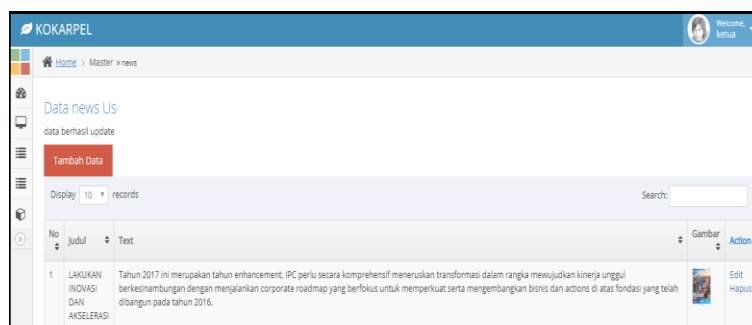 KOKARPEL
Welcome,
ketua
Home > Master » news
Data news Us
data berhasil update
Tambah Data
Display 10 records
Search:
No Judul Text Gambar Action
1 LAKUKAN INOVASI DAN AKSELERASI
Tahun 2017 ini merupakan tahun enhancement, IPC perlu secara komprehensif meneruskan transformasi dalam rangka mewujudkan kinerja unggul
berkesinambungan dengan menjalankan corporate roadmap yang berfokus untuk memperkuat serta mengembangkan bisnis dan actions di atas fondasi yang telah
dibangun pada tahun 2016.
Edit
Hapus